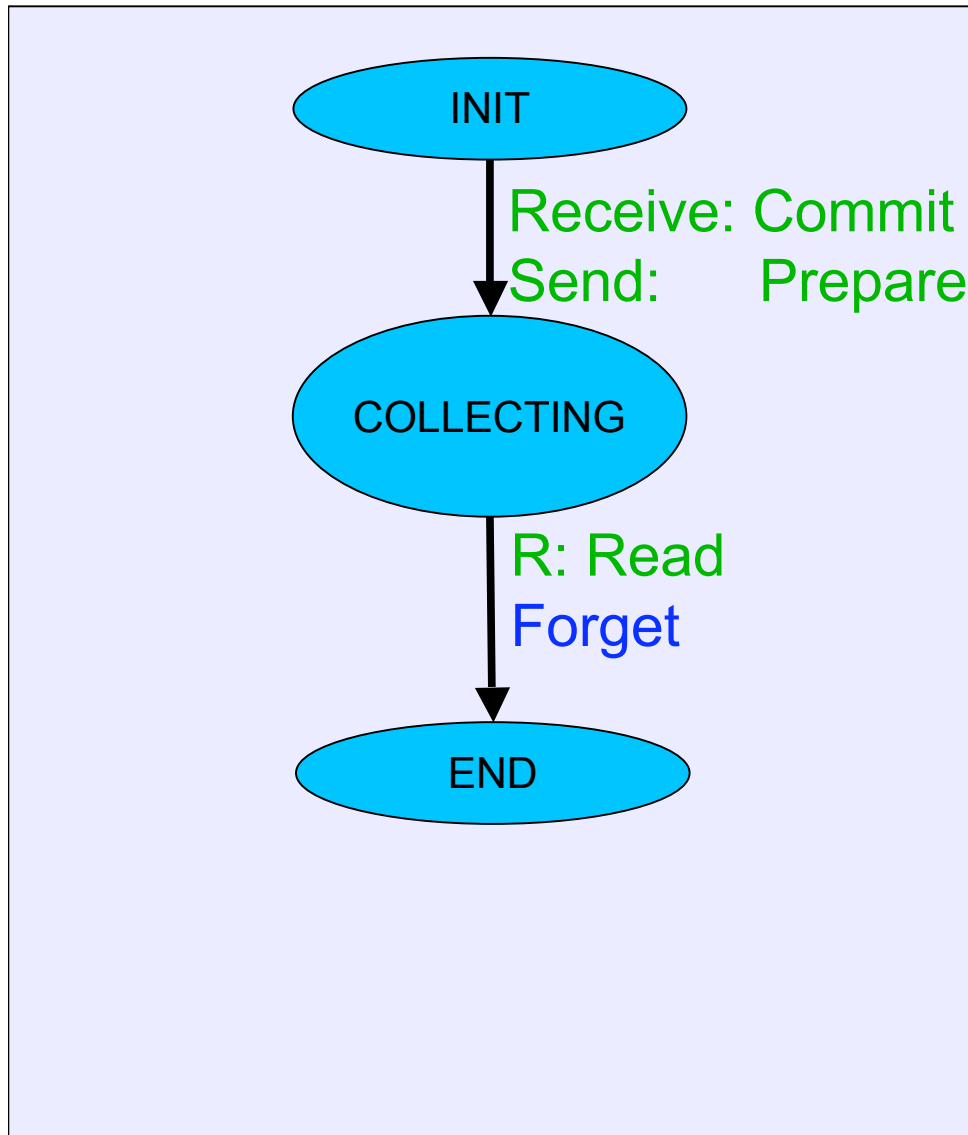 INIT
Receive: Commit
Send: Prepare
COLLECTING
R: Read
Forget
END